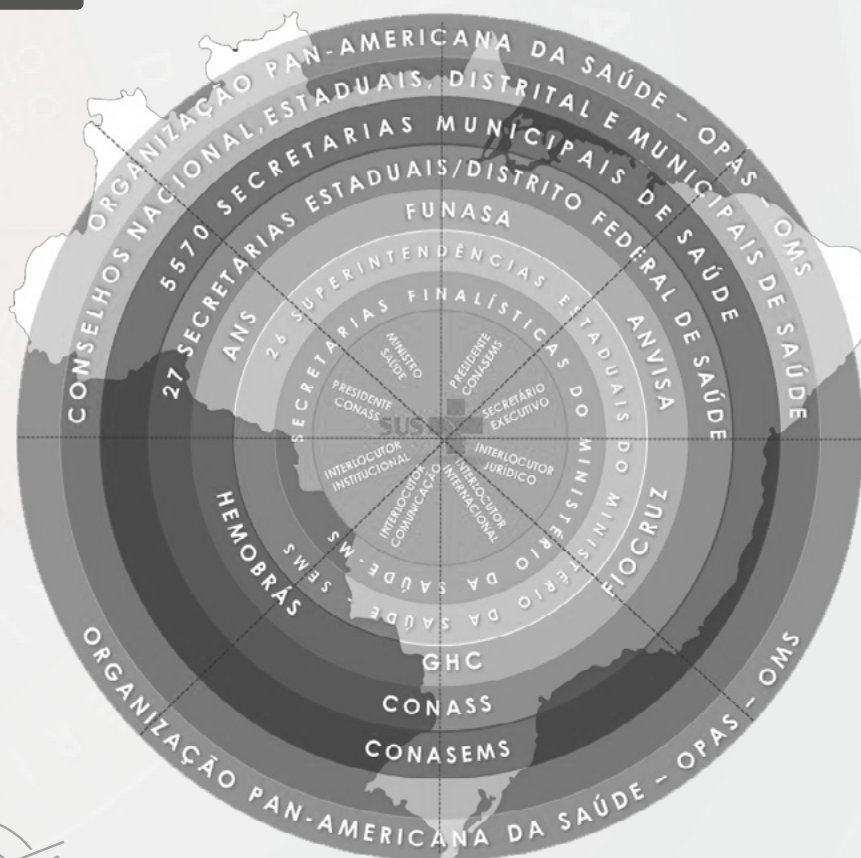 ORGANIZAÇÃO PAN-AMERICANA DA SAÚDE – OPAS – OMS
CONSELHOS NACIONAL, ESTADUAIS, DISTRITAL E MUNICIPAIS DE SAÚDE
5570 SECRETARIAS MUNICIPAIS DE SAÚDE
27 SECRETARIAS ESTADUAIS/DISTRITO FEDERAL DE SAÚDE
FUNASA
ANS
ANVISA
26 SUPERINTENDÊNCIAS ESTADUAIS DO MINISTÉRIO DA SAÚDE SEMS
SECRETARIAS FINALÍSTICAS DO MINISTÉRIO DA SAÚDE-MS
MINISTRO
SAÚDE
PRESIDENTE
CONASEMS
PRESIDENTE
CONASS
SECRETÁRIO
EXECUTIVO
SUS
INTERLOCUTOR
INSTITUCIONAL
INTERLOCUTOR
JURÍDICO
INTERLOCUTOR
COMUNICAÇÃO
INTERLOCUTOR
INTERNACIONAL
HEMOBRÁS
FIOCRUZ
GHC
CONASS
CONASEMS
ORGANIZAÇÃO PAN-AMERICANA DA SAÚDE – OPAS – OMS